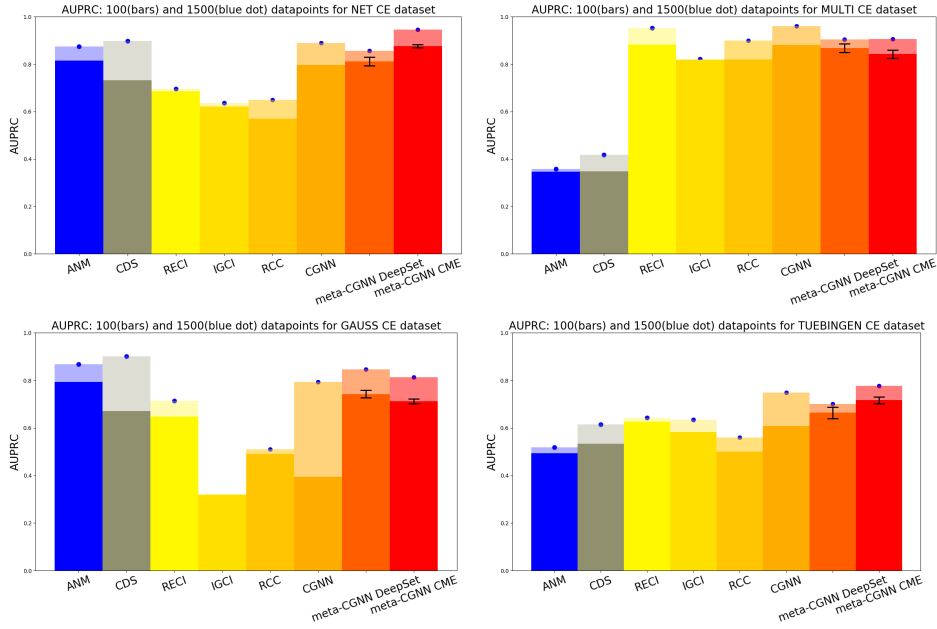 AUPRC: 100(bars) and 1500(blue dot) datapoints for NET CE dataset
AUPRC
1.0
0.8
0.6
0.4
0.2
0.0
ANM
CDS
RECI
IGCI
RCC
CGNN
meta-CGNN DeepSet
meta-CGNN CME
AUPRC: 100(bars) and 1500(blue dot) datapoints for MULTI CE dataset
AUPRC
1.0
0.8
0.6
0.4
0.2
0.0
ANM
CDS
RECI
IGCI
RCC
CGNN
meta-CGNN DeepSet
meta-CGNN CME
AUPRC: 100(bars) and 1500(blue dot) datapoints for GAUSS CE dataset
AUPRC
1.0
0.8
0.6
0.4
0.2
0.0
ANM
CDS
RECI
IGCI
RCC
CGNN
meta-CGNN DeepSet
meta-CGNN CME
AUPRC: 100(bars) and 1500(blue dot) datapoints for TUEBINGEN CE dataset
AUPRC
1.0
0.8
0.6
0.4
0.2
0.0
ANM
CDS
RECI
IGCI
RCC
CGNN
meta-CGNN DeepSet
meta-CGNN CME